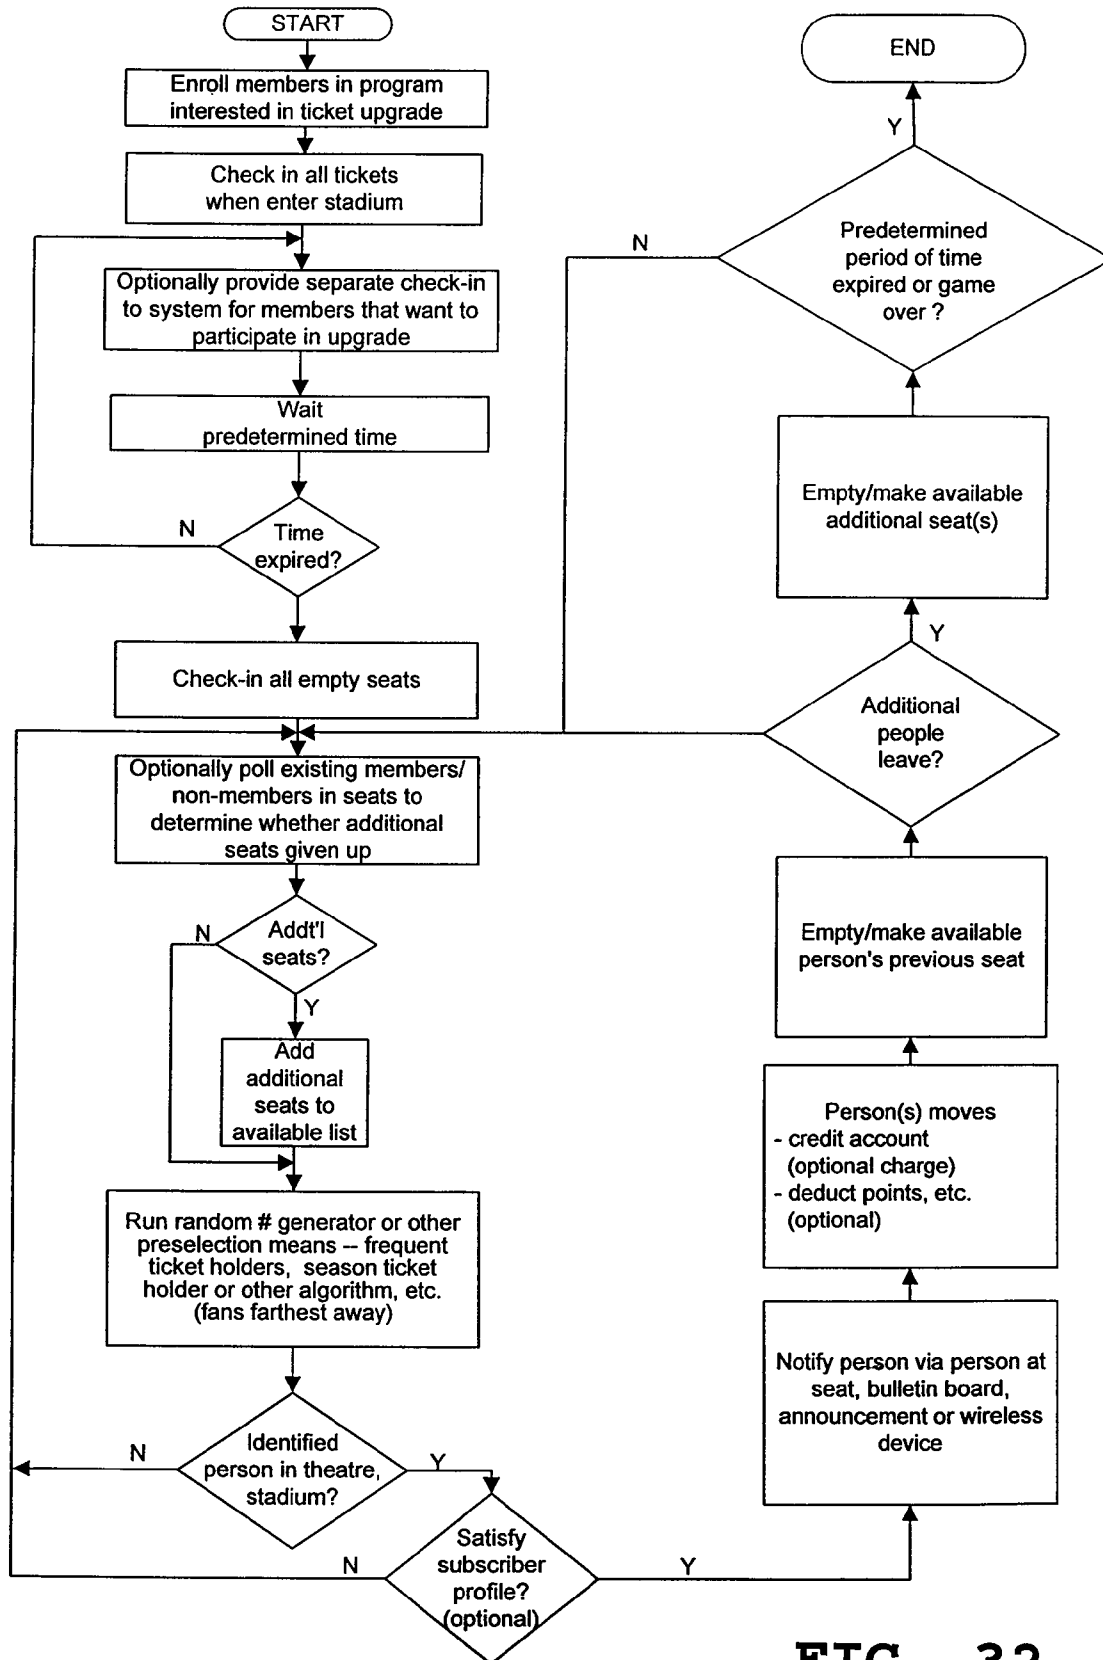 START
Enroll members in program
interested in ticket upgrade
Check in all tickets
when enter stadium
Optionally provide separate check-in
to system for members that want to
participate in upgrade
Wait
predetermined time
N
Time
expired?
Check-in all empty seats
Optionally poll existing members/
non-members in seats to
determine whether additional
seats given up
N
Addt'l
seats?
Y
Add
additional
seats to
available list
Run random # generator or other
preselection means -- frequent
ticket holders, season ticket
holder or other algorithm, etc.
(fans farthest away)
N
Identified
person in theatre,
stadium?
Y
N
Satisfy
subscriber
profile?
(optional)
Y
Notify person via person at
seat, bulletin board,
announcement or wireless
device
Person(s) moves
- credit account
(optional charge)
- deduct points, etc.
(optional)
Empty/make available
person's previous seat
Additional
people
leave?
Y
Empty/make available
additional seat(s)
N
Predetermined
period of time
expired or game
over ?
Y
END
FIG. 32